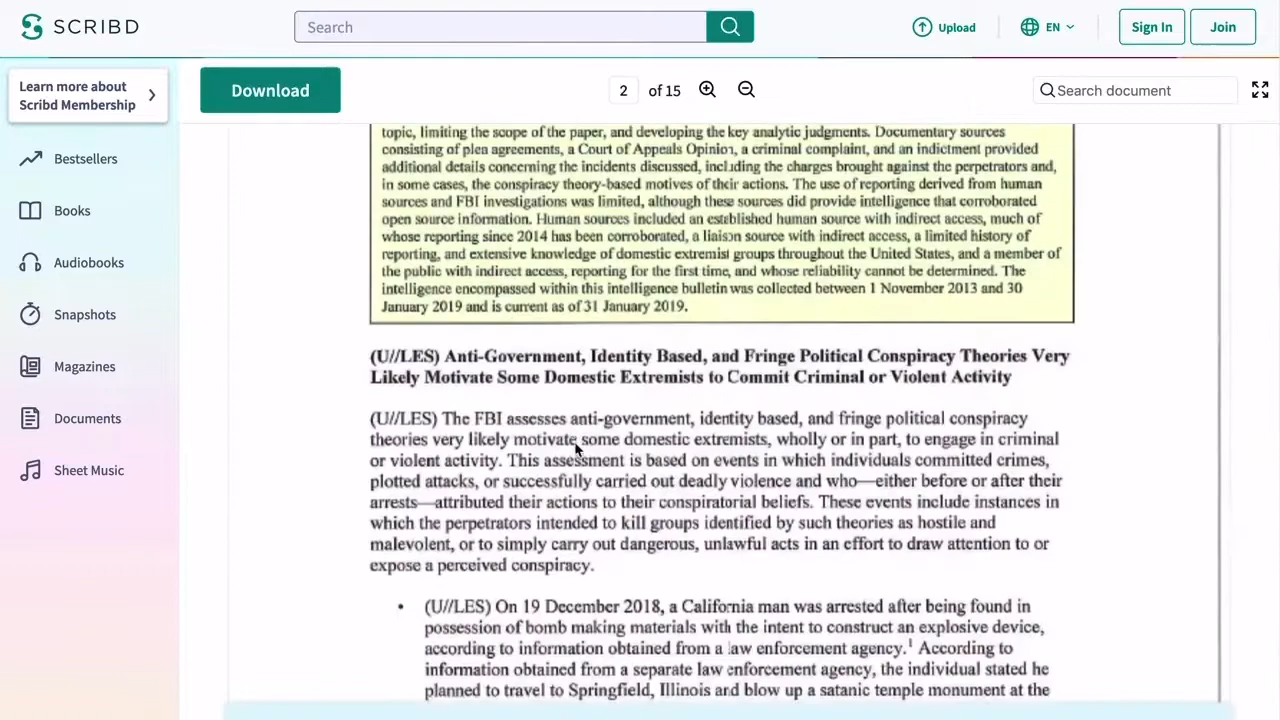 SCRIBD
Search
Upload
EN
Sign In
Join
Learn more about
Scribd Membership
Download
2 of 15
Search document
Bestsellers
Books
Audiobooks
Snapshots
Magazines
Documents
Sheet Music
topic, limiting the scope of the paper, and developing the key analytic judgments. Documentary sources
consisting of plea agreements, a Court of Appeals Opinion, a criminal complaint, and an indictment provided
additional details concerning the incidents discussed, including the charges brought against the perpetrators and,
in some cases, the conspiracy theory-based motives of their actions. The use of reporting derived from human
sources and FBI investigations was limited, although these sources did provide intelligence that corroborated
open source information. Human sources included an established human source with indirect access, much of
whose reporting since 2014 has been corroborated, a liaison source with indirect access, a limited history of
reporting, and extensive knowledge of domestic extremist groups throughout the United States, and a member of
the public with indirect access, reporting for the first time, and whose reliability cannot be determined. The
intelligence encompassed within this intelligence bulletin was collected between 1 November 2013 and 30
January 2019 and is current as of 31 January 2019.
(U//LES) Anti-Government, Identity Based, and Fringe Political Conspiracy Theories Very
Likely Motivate Some Domestic Extremists to Commit Criminal or Violent Activity
(U//LES) The FBI assesses anti-government, identity based, and fringe political conspiracy
theories very likely motivate some domestic extremists, wholly or in part, to engage in criminal
or violent activity. This assessment is based on events in which individuals committed crimes,
plotted attacks, or successfully carried out deadly violence and who—either before or after their
arrests—attributed their actions to their conspiratorial beliefs. These events include instances in
which the perpetrators intended to kill groups identified by such theories as hostile and
malevolent, or to simply carry out dangerous, unlawful acts in an effort to draw attention to or
expose a perceived conspiracy.
• (U//LES) On 19 December 2018, a California man was arrested after being found in
possession of bomb making materials with the intent to construct an explosive device,
according to information obtained from a law enforcement agency.¹ According to
information obtained from a separate law enforcement agency, the individual stated he
planned to travel to Springfield, Illinois and blow up a satanic temple monument at the